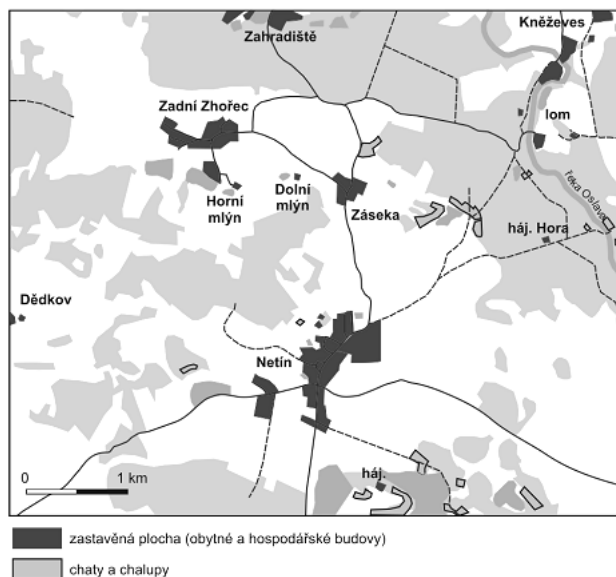 Zahradiště
Kněževes
Zadní Zhořec
lom
řeka Oslava
Horní
mlýn
Dolní
mlýn
Záseka
háj. Hora
Dědkov
Netín
háj.
0 1 km
zastavěná plocha (obytné a hospodářské budovy)
chaty a chalupy